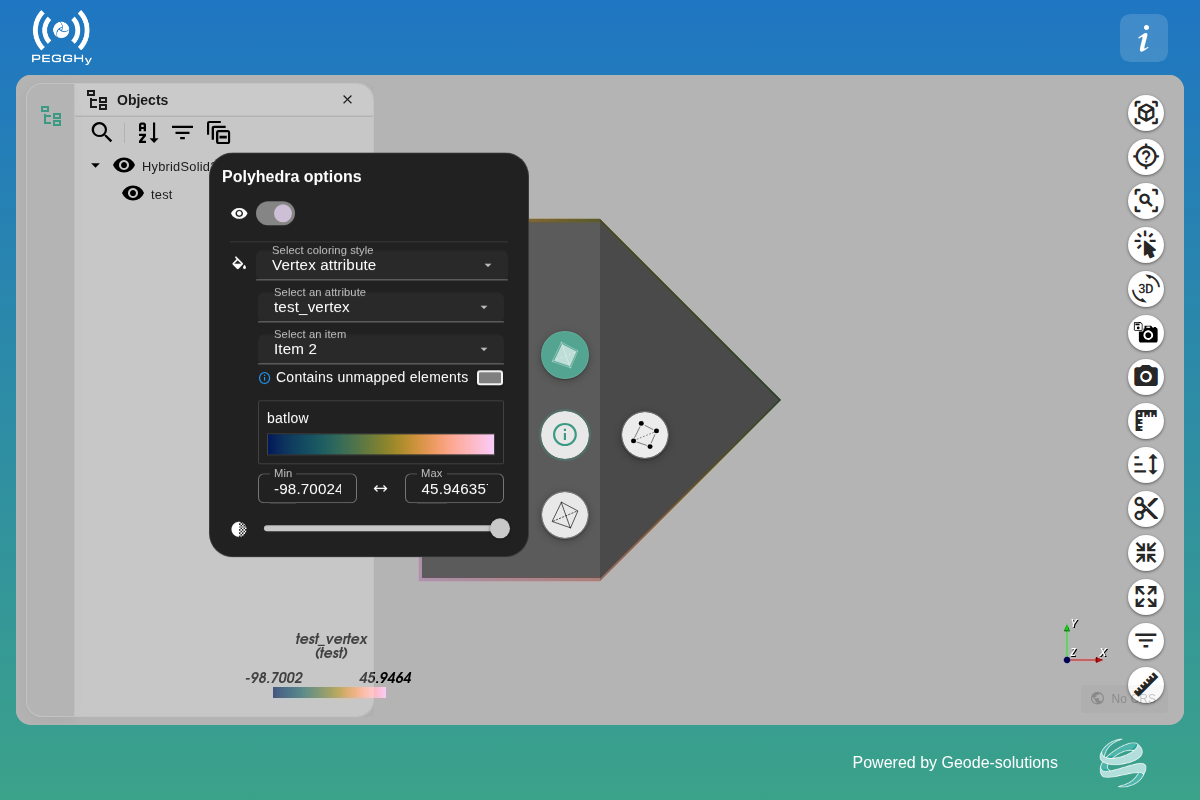 PEGGHy
i
Objects
A
Z
HybridSolid
test
Polyhedra options
Select coloring style
Vertex attribute
Select an attribute
test_vertex
Select an item
Item 2
Contains unmapped elements
batlow
Min
Max
-98.70024
45.94635
3D
test_vertex
(test)
-98.7002
45.9464
Y
Z
X
No CRS
Powered by Geode-solutions